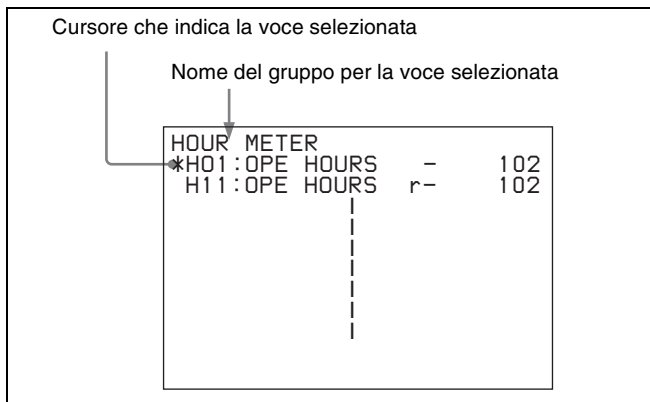 Cursore che indica la voce selezionata
Nome del gruppo per la voce selezionata
HOUR METER
*H01:OPE HOURS - 102
H11:OPE HOURS r- 102